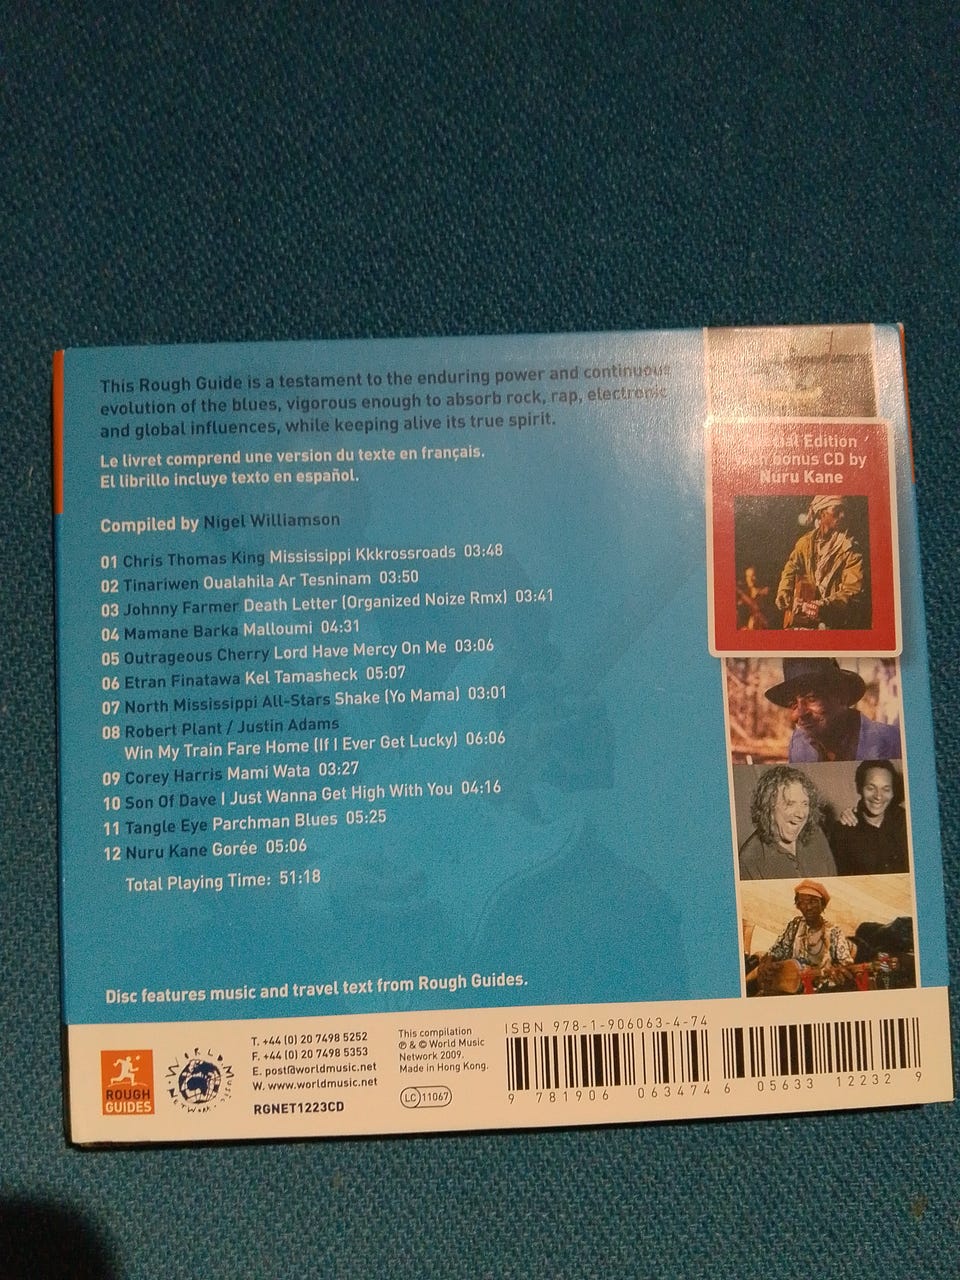 This Rough Guide is a testament to the enduring power and continuous
evolution of the blues, vigorous enough to absorb rock, rap, electronic
and global influences, while keeping alive its true spirit.
Le livret comprend une version du texte en français.
El librillo incluye texto en español.
Compiled by Nigel Williamson
01 Chris Thomas King Mississippi Kkkrossroads 03:48
02 Tinariwen Oualahila Ar Tesninam 03:50
03 Johnny Farmer Death Letter (Organized Noize Rmx) 03:41
04 Mamane Barka Malloumi 04:31
05 Outrageous Cherry Lord Have Mercy On Me 03:06
06 Etran Finatawa Kel Tamasheck 05:07
07 North Mississippi All-Stars Shake (Yo Mama) 03:01
08 Robert Plant / Justin Adams
Win My Train Fare Home (If I Ever Get Lucky) 06:06
09 Corey Harris Mami Wata 03:27
10 Son Of Dave I Just Wanna Get High With You 04:16
11 Tangle Eye Parchman Blues 05:25
12 Nuru Kane Gorée 05:06
Total Playing Time: 51:18
Disc features music and travel text from Rough Guides.
Special Edition
with bonus CD by
Nuru Kane
ROUGH
GUIDES
WORLD MUSIC NETWORK
T. +44 (0) 20 7498 5252
F. +44 (0) 20 7498 5353
E. post@worldmusic.net
W. www.worldmusic.net
RGNET1223CD
This compilation
℗ & © World Music
Network 2009.
Made in Hong Kong.
LC 11067
ISBN 978-1-906063-4-74
9 781906 063474
6 05633 12232 9